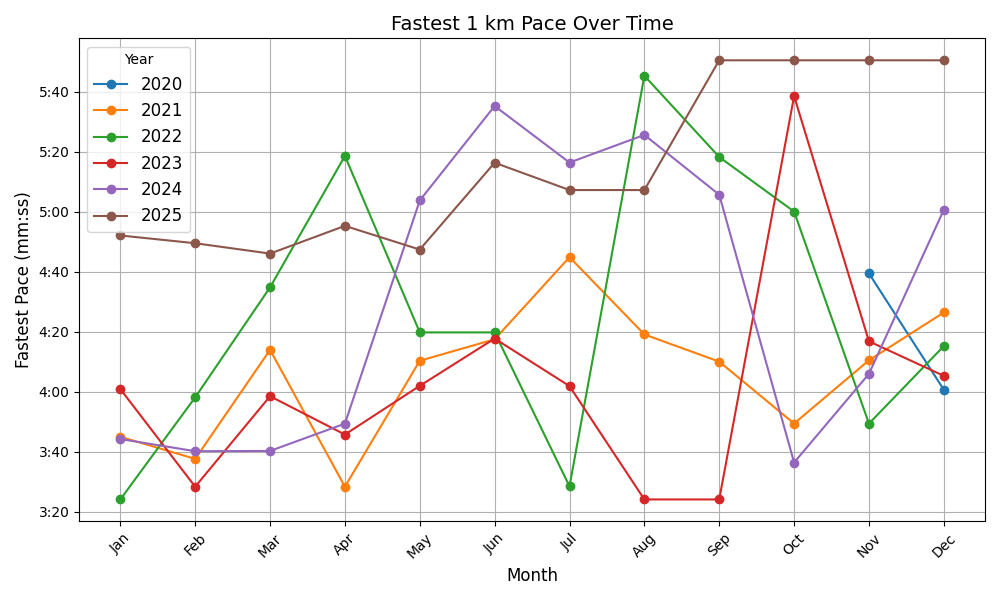 Fastest 1 km Pace Over Time
Year
2020
2021
2022
2023
2024
2025
Fastest Pace (mm:ss)
5:40
5:20
5:00
4:40
4:20
4:00
3:40
3:20
Jan Feb Mar Apr May Jun Jul Aug Sep Oct Nov Dec
Month